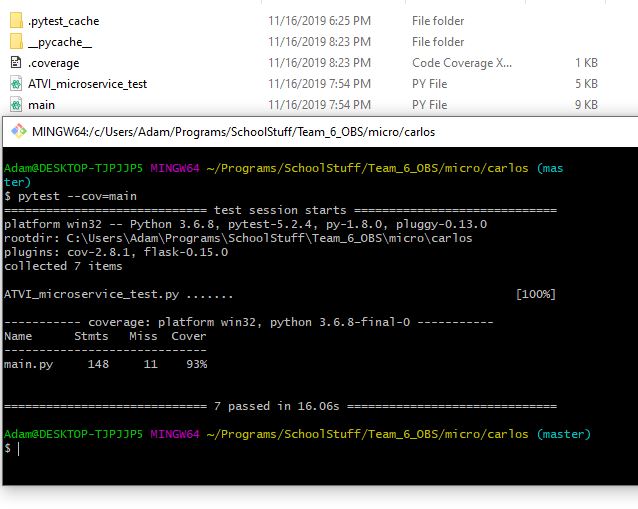 .pytest_cache 11/16/2019 6:25 PM File folder
__pycache__ 11/16/2019 8:23 PM File folder
.coverage 11/16/2019 8:23 PM Code Coverage X... 1 KB
ATVI_microservice_test 11/16/2019 7:54 PM PY File 5 KB
main 11/16/2019 7:54 PM PY File 9 KB
MINGW64:/c/Users/Adam/Programs/SchoolStuff/Team_6_OBS/micro/carlos
Adam@DESKTOP-TJPJJP5 MINGW64 ~/Programs/SchoolStuff/Team_6_OBS/micro/carlos (mas
ter)
$ pytest --cov=main
============================= test session starts =============================
platform win32 -- Python 3.6.8, pytest-5.2.4, py-1.8.0, pluggy-0.13.0
rootdir: C:\Users\Adam\Programs\SchoolStuff\Team_6_OBS\micro\carlos
plugins: cov-2.8.1, flask-0.15.0
collected 7 items
ATVI_microservice_test.py ....... [100%]
----------- coverage: platform win32, python 3.6.8-final-0 -----------
Name Stmts Miss Cover
-----------------------------
main.py 148 11 93%
============================= 7 passed in 16.06s ==============================
Adam@DESKTOP-TJPJJP5 MINGW64 ~/Programs/SchoolStuff/Team_6_OBS/micro/carlos (master)
$